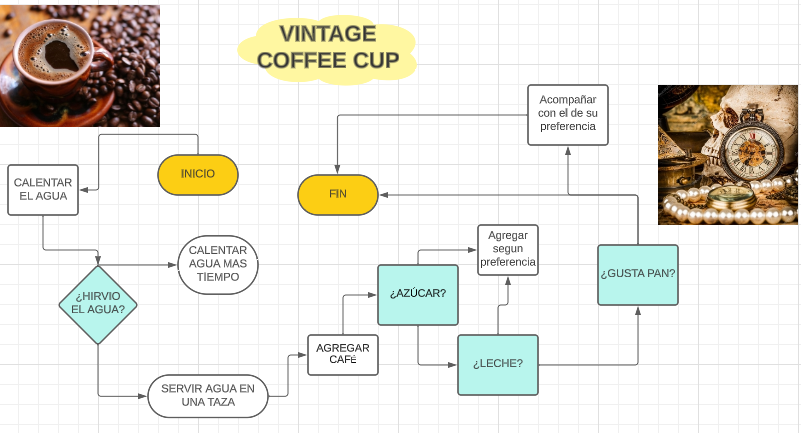 VINTAGE
COFFEE CUP
Acompañar
con el de su
preferencia
INICIO
CALENTAR
EL AGUA
FIN
CALENTAR
AGUA MAS
TIEMPO
Agregar
segun
preferencia
¿GUSTA PAN?
¿HIRVIO
EL AGUA?
¿AZÚCAR?
AGREGAR
CAFÉ
¿LECHE?
SERVIR AGUA EN
UNA TAZA